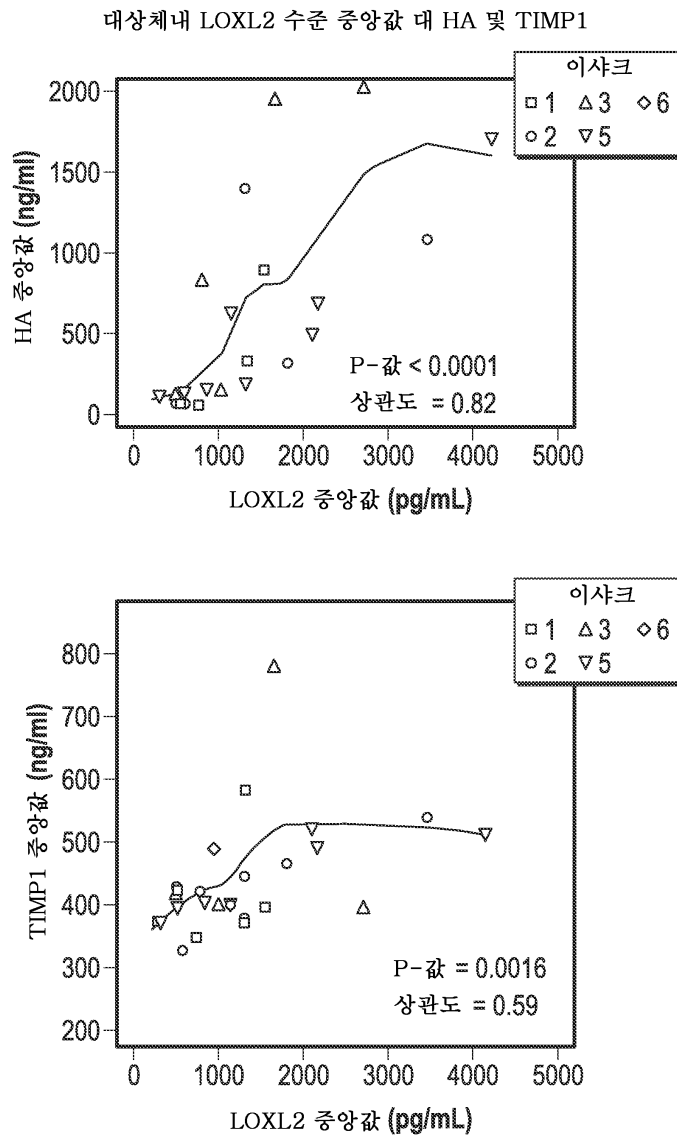 대상체내 LOXL2 수준 중앙값 대 HA 및 TIMP1
이샤크
□ 1 △ 3 ◇ 6
○ 2 ▽ 5
HA 중앙값 (ng/ml)
2000
1500
1000
500
0
P-값 < 0.0001
상관도 = 0.82
0 1000 2000 3000 4000 5000
LOXL2 중앙값 (pg/mL)
이샤크
□ 1 △ 3 ◇ 6
○ 2 ▽ 5
TIMP1 중앙값 (ng/ml)
800
700
600
500
400
300
200
P-값 = 0.0016
상관도 = 0.59
0 1000 2000 3000 4000 5000
LOXL2 중앙값 (pg/mL)